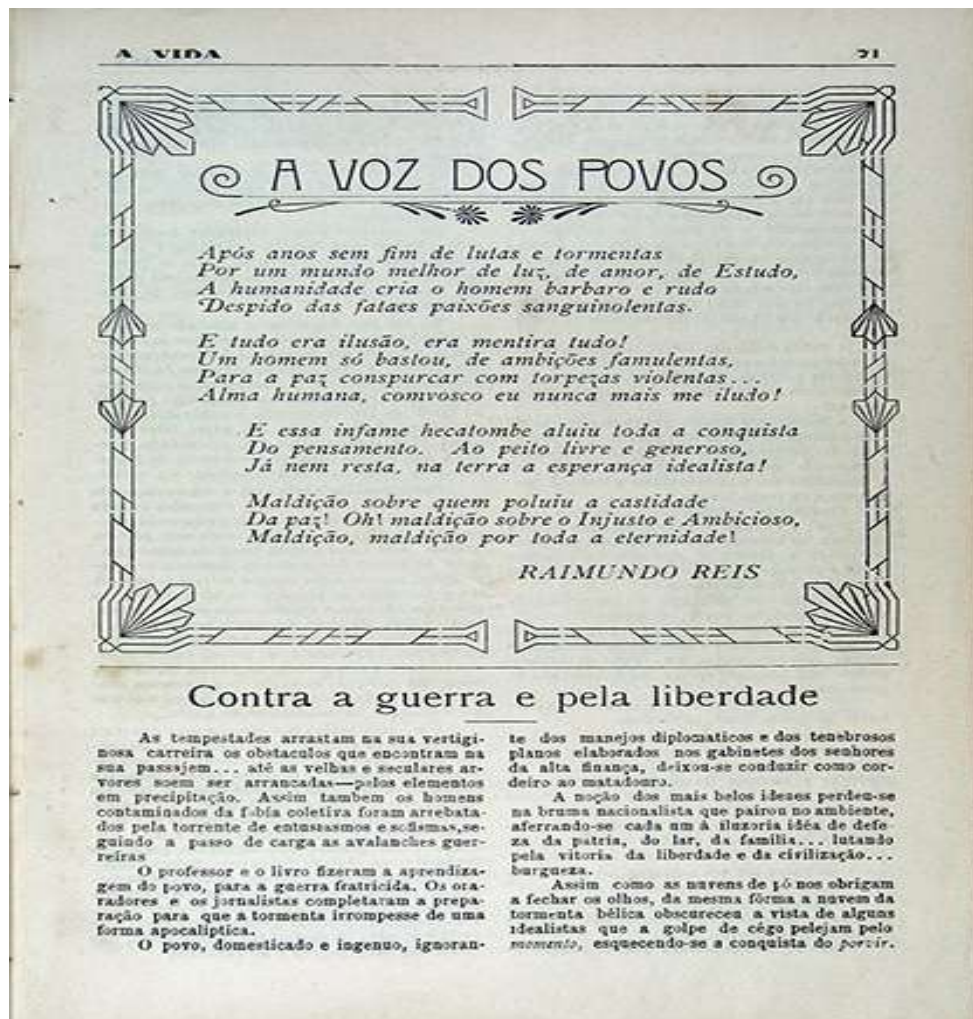 A VIDA
21
A VOZ DOS POVOS
Após anos sem fim de lutas e tormentas
Por um mundo melhor de luz, de amor, de Estudo,
A humanidade cria o homem barbaro e rudo
Despido das fataes paixões sanguinolentas.
E tudo era ilusão, era mentira tudo!
Um homem só bastou, de ambições famulentas,
Para a paz conspurcar com torpezas violentas...
Alma humana, comvosco eu nunca mais me iludo!
E essa infame hecatombe aluiu toda a conquista
Do pensamento. Ao peito livre e generoso,
Já nem resta, na terra a esperança idealista!
Maldição sobre quem poluiu a castidade
Da paz! Oh! maldição sobre o Injusto e Ambicioso,
Maldição, maldição por toda a eternidade!
RAIMUNDO REIS
Contra a guerra e pela liberdade
As tempestades arrastam na sua vertigi-
nosa carreira os obstaculos que encontram na
sua passajem... até as velhas e seculares ar-
vores soem ser arrancadas—pelos elementos
em precipitação. Assim tambem os homens
contaminados da fobia coletiva foram arrebata-
dos pela torrente de entusiasmos e sofismas, se-
guindo a passo de carga as avalanches guer-
reiras
O professor e o livro fizeram a aprendiza-
gem do povo, para a guerra fratricida. Os ora-
radores e os jornalistas completaram a prepa-
ração para que a tormenta irrompesse de uma
forma apocaliptica.
O povo, domesticado e ingenuo, ignoran-
te dos manejos diplomaticos e dos tenebrosos
planos elaborados nos gabinetes dos senhores
da alta finança, deixou-se conduzir como cor-
deiro ao matadouro.
A noção dos mais belos ideaes perdeu-se
na bruma nacionalista que pairou no ambiente,
aferrando-se cada um á iluzoria idéa de defe-
za da patria, do lar, da familia... lutando
pela vitoria da liberdade e da civilização...
burgueza.
Assim como as nuvens de pó nos obrigam
a fechar os olhos, da mesma fórma a nuvem da
tormenta bélica obscureceu a vista de alguns
idealistas que a golpe de cégo pelejam pelo
momento, esquecendo-se a conquista do porvir.